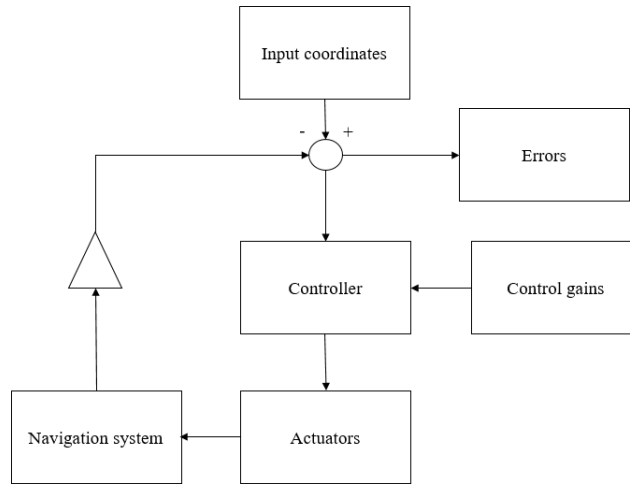 Input coordinates
- +
Errors
Controller
Control gains
Navigation system
Actuators